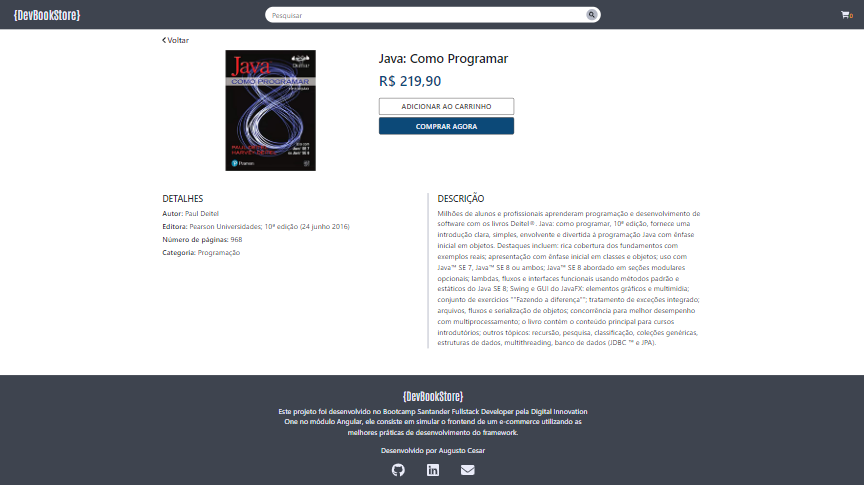 {DevBookStore}
Pesquisar
0
Voltar
Java
COMO PROGRAMAR
Pearson
Java: Como Programar
R$ 219,90
ADICIONAR AO CARRINHO
COMPRAR AGORA
DETALHES
Autor: Paul Deitel
Editora: Pearson Universidades; 10ª edição (24 junho 2016)
Número de páginas: 968
Categoria: Programação
DESCRIÇÃO
Milhões de alunos e profissionais aprenderam programação e desenvolvimento de
software com os livros Deitel®. Java: como programar, 10ª edição, fornece uma
introdução clara, simples, envolvente e divertida à programação Java com ênfase
inicial em objetos. Destaques incluem: rica cobertura dos fundamentos com
exemplos reais; apresentação com ênfase inicial em classes e objetos; uso com
Java™ SE 7, Java™ SE 8 ou ambos; Java™ SE 8 abordado em seções modulares
opcionais; lambdas, fluxos e interfaces funcionais usando métodos padrão e
estáticos do Java SE 8; Swing e GUI do JavaFX: elementos gráficos e multimídia;
conjunto de exercícios ""Fazendo a diferença""; tratamento de exceções integrado;
arquivos, fluxos e serialização de objetos; concorrência para melhor desempenho
com multiprocessamento; o livro contém o conteúdo principal para cursos
introdutórios; outros tópicos: recursão, pesquisa, classificação, coleções genéricas,
estruturas de dados, multithreading, banco de dados (JDBC ™ e JPA).
{DevBookStore}
Este projeto foi desenvolvido no Bootcamp Santander Fullstack Developer pela Digital Innovation
One no módulo Angular, ele consiste em simular o frontend de um e-commerce utilizando as
melhores práticas de desenvolvimento do framework.
Desenvolvido por Augusto Cesar